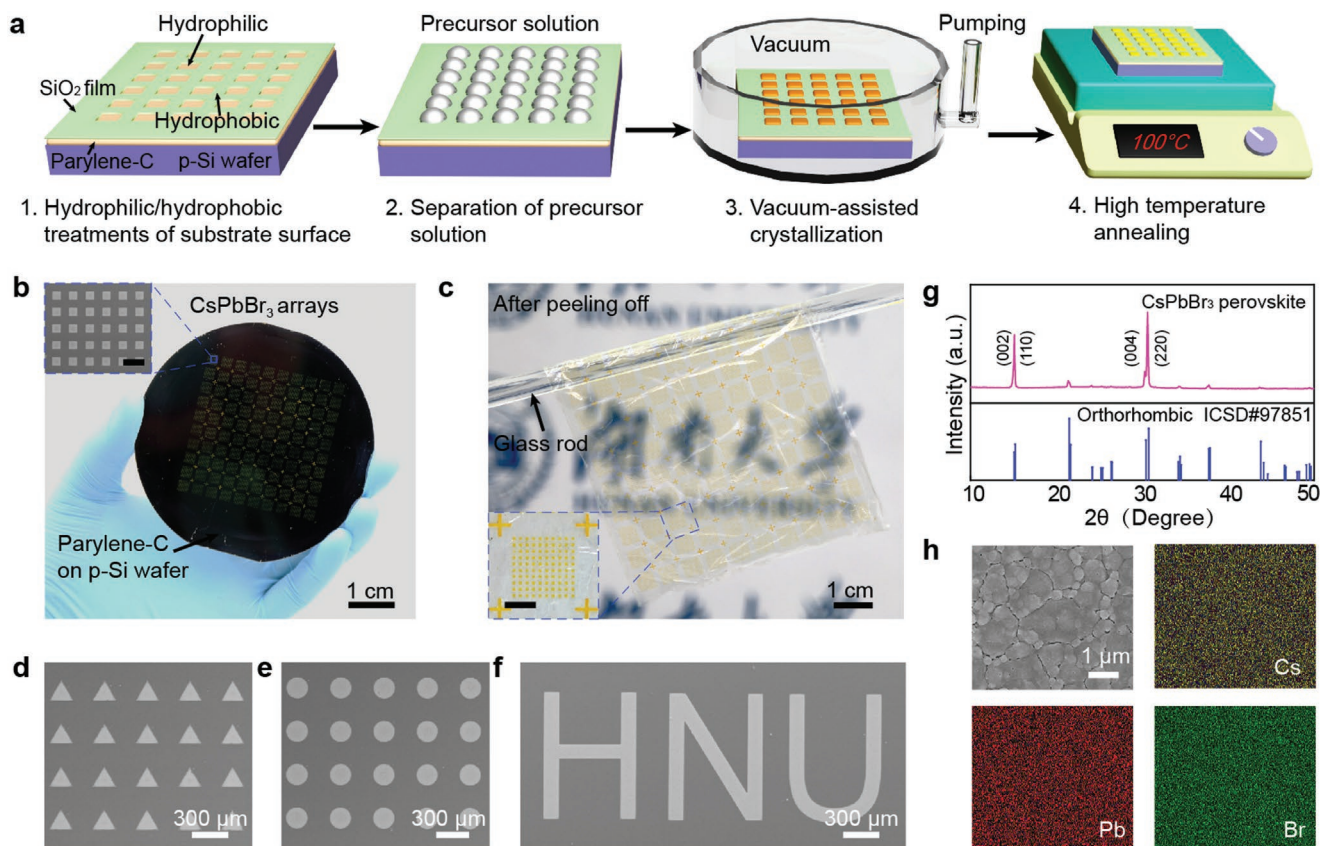 a
Hydrophilic
SiO₂ film
Hydrophobic
Parylene-C
p-Si wafer
1. Hydrophilic/hydrophobic
treatments of substrate surface
Precursor solution
2. Separation of precursor
solution
Vacuum
Pumping
3. Vacuum-assisted
crystallization
100°C
4. High temperature
annealing
b
CsPbBr₃ arrays
Parylene-C
on p-Si wafer
1 cm
c
After peeling off
Glass rod
1 cm
g
CsPbBr₃ perovskite
(002)
(110)
(004)
(220)
Orthorhombic ICSD#97851
Intensity (a.u.)
10 20 30 40 50
2θ（Degree）
d
300 µm
e
300 µm
f
HNU
300 µm
h
1 µm
Cs
Pb
Br